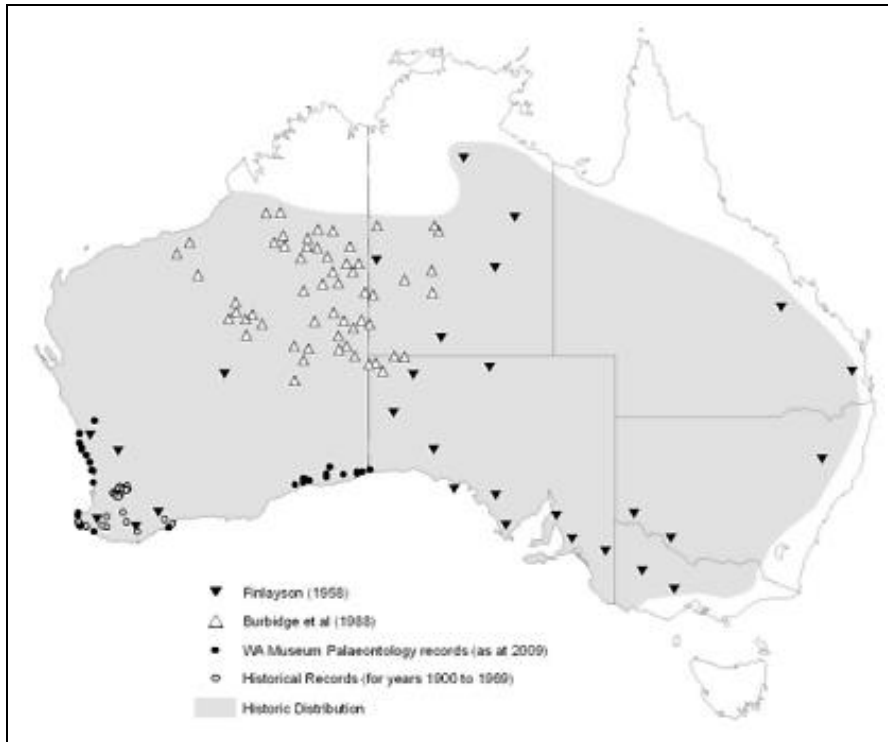 Finlayson (1958)
Burbidge et al (1988)
WA Museum Palaeontology records (as at 2009)
Historical Records (for years 1900 to 1969)
Historic Distribution